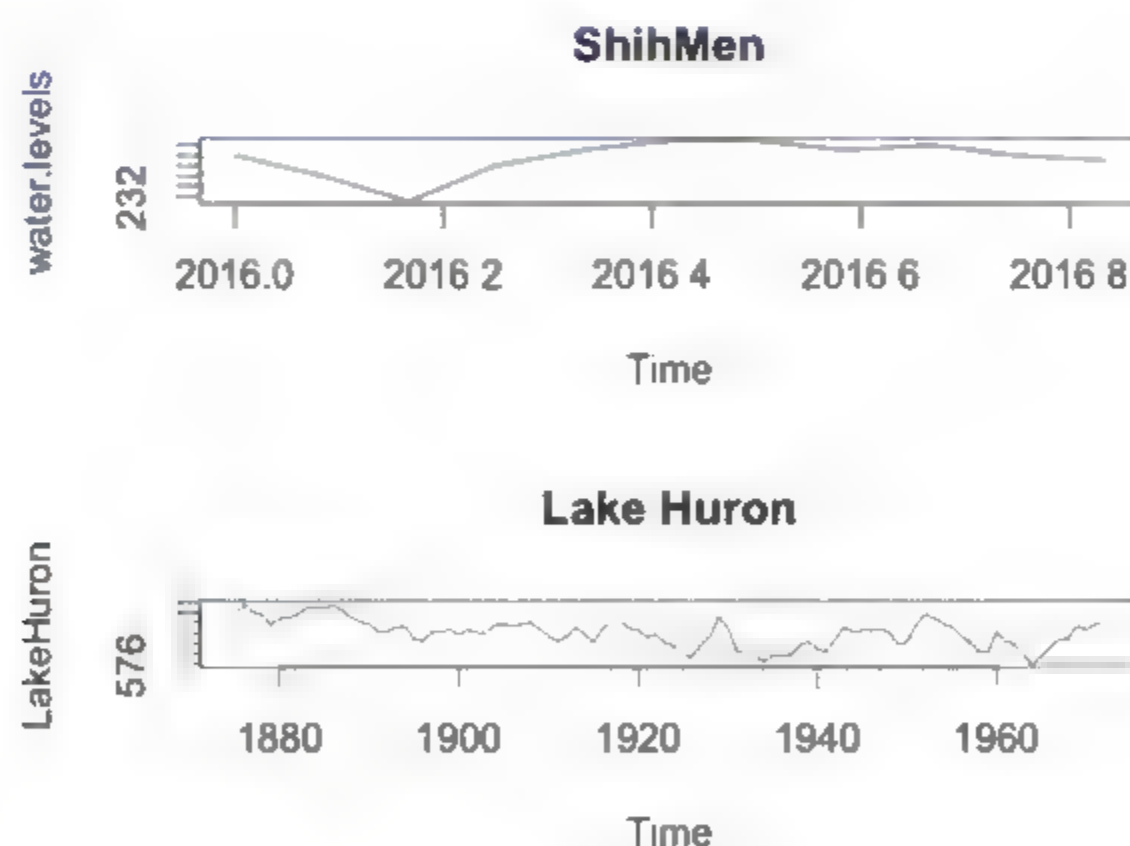 ShihMen
water.levels
232
2016.0 2016 2 2016 4 2016 6 2016 8
Time
Lake Huron
LakeHuron
576
1880 1900 1920 1940 1960
Time